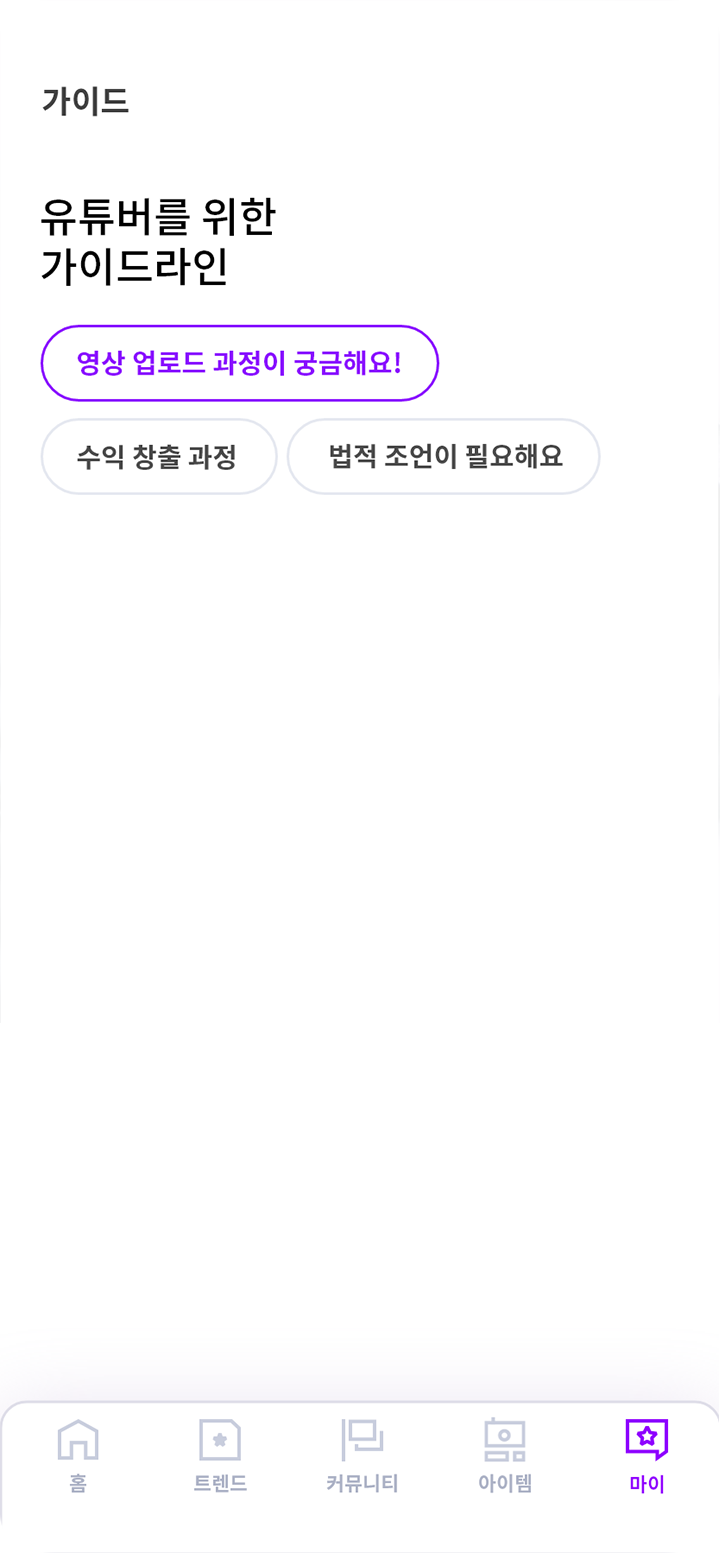 가이드
유튜버를 위한
가이드라인
영상 업로드 과정이 궁금해요!
수익 창출 과정
법적 조언이 필요해요
홈
트렌드
커뮤니티
아이템
마이